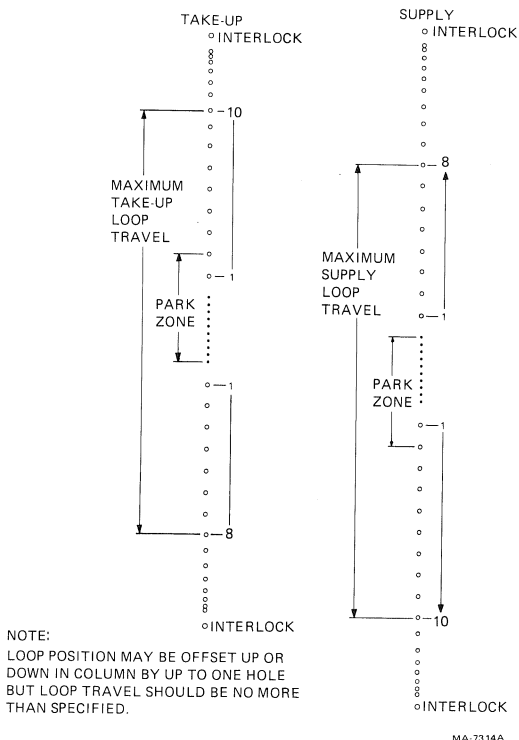 TAKE-UP
INTERLOCK
10
MAXIMUM
TAKE-UP
LOOP
TRAVEL
1
PARK
ZONE
1
8
INTERLOCK
SUPPLY
INTERLOCK
8
MAXIMUM
SUPPLY
LOOP
TRAVEL
1
PARK
ZONE
1
10
INTERLOCK
NOTE:
LOOP POSITION MAY BE OFFSET UP OR
DOWN IN COLUMN BY UP TO ONE HOLE
BUT LOOP TRAVEL SHOULD BE NO MORE
THAN SPECIFIED.
MA-7314A